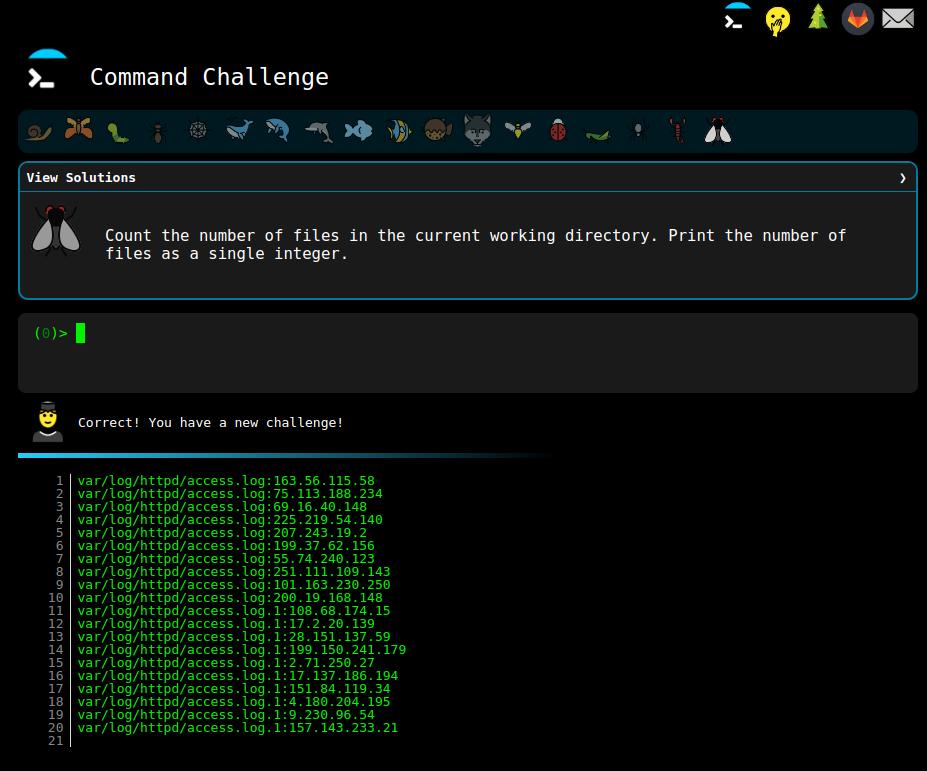 Command Challenge
View Solutions ❯
Count the number of files in the current working directory. Print the number of
files as a single integer.
(0)>
Correct! You have a new challenge!
1 var/log/httpd/access.log:163.56.115.58
2 var/log/httpd/access.log:75.113.188.234
3 var/log/httpd/access.log:69.16.40.148
4 var/log/httpd/access.log:225.219.54.140
5 var/log/httpd/access.log:207.243.19.2
6 var/log/httpd/access.log:199.37.62.156
7 var/log/httpd/access.log:55.74.240.123
8 var/log/httpd/access.log:251.111.109.143
9 var/log/httpd/access.log:101.163.230.250
10 var/log/httpd/access.log:200.19.168.148
11 var/log/httpd/access.log.1:108.68.174.15
12 var/log/httpd/access.log.1:17.2.20.139
13 var/log/httpd/access.log.1:28.151.137.59
14 var/log/httpd/access.log.1:199.150.241.179
15 var/log/httpd/access.log.1:2.71.250.27
16 var/log/httpd/access.log.1:17.137.186.194
17 var/log/httpd/access.log.1:151.84.119.34
18 var/log/httpd/access.log.1:4.180.204.195
19 var/log/httpd/access.log.1:9.230.96.54
20 var/log/httpd/access.log.1:157.143.233.21
21